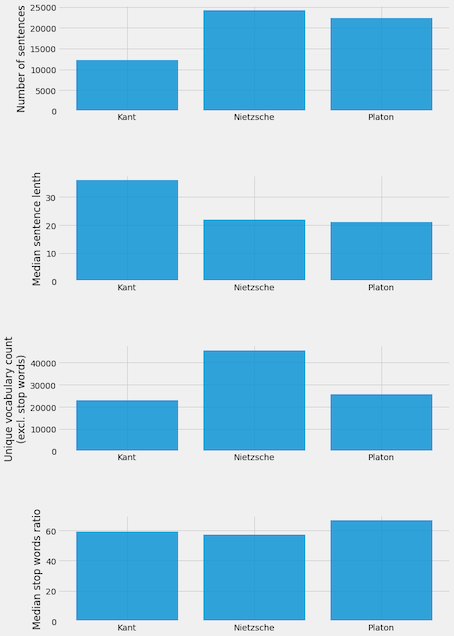 Number of sentences
25000
20000
15000
10000
5000
0
Kant Nietzsche Platon
Median sentence lenth
30
20
10
0
Kant Nietzsche Platon
Unique vocabulary count
(excl. stop words)
40000
30000
20000
10000
0
Kant Nietzsche Platon
Median stop words ratio
60
40
20
0
Kant Nietzsche Platon